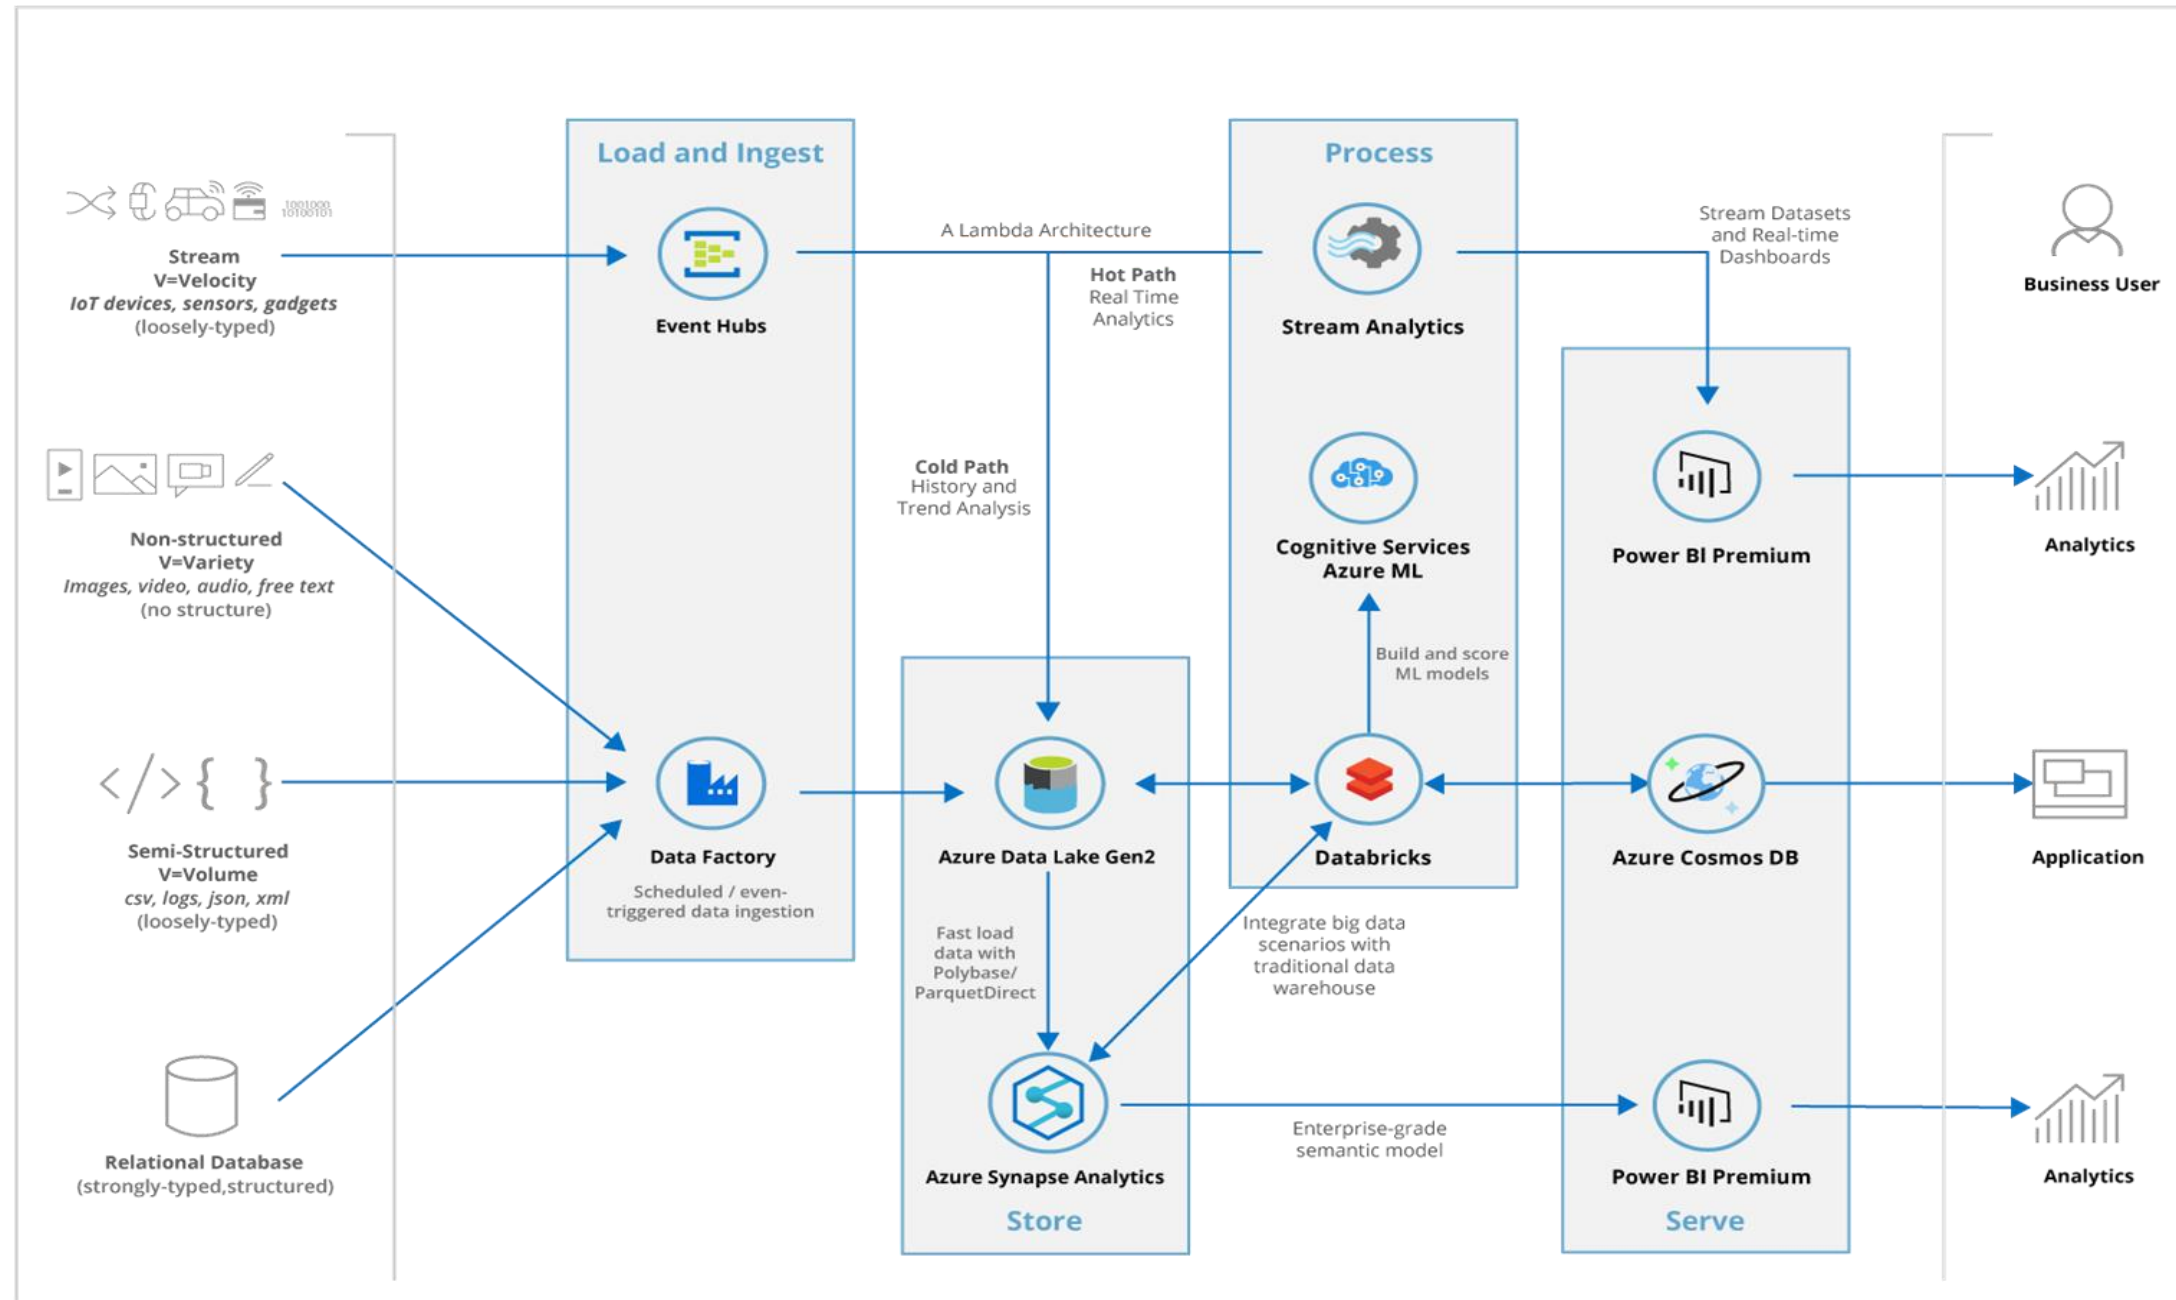 Load and Ingest
Process
1001000
10100101
Stream
V=Velocity
IoT devices, sensors, gadgets
(loosely-typed)
Event Hubs
A Lambda Architecture
Hot Path
Real Time
Analytics
Stream Analytics
Stream Datasets
and Real-time
Dashboards
Business User
Non-structured
V=Variety
Images, video, audio, free text
(no structure)
Cold Path
History and
Trend Analysis
Cognitive Services
Azure ML
Power BI Premium
Analytics
Build and score
ML models
</> { }
Semi-Structured
V=Volume
csv, logs, json, xml
(loosely-typed)
Data Factory
Scheduled / even-
triggered data ingestion
Azure Data Lake Gen2
Databricks
Azure Cosmos DB
Application
Fast load
data with
Polybase/
ParquetDirect
Integrate big data
scenarios with
traditional data
warehouse
Relational Database
(strongly-typed,structured)
Azure Synapse Analytics
Enterprise-grade
semantic model
Power BI Premium
Analytics
Store
Serve